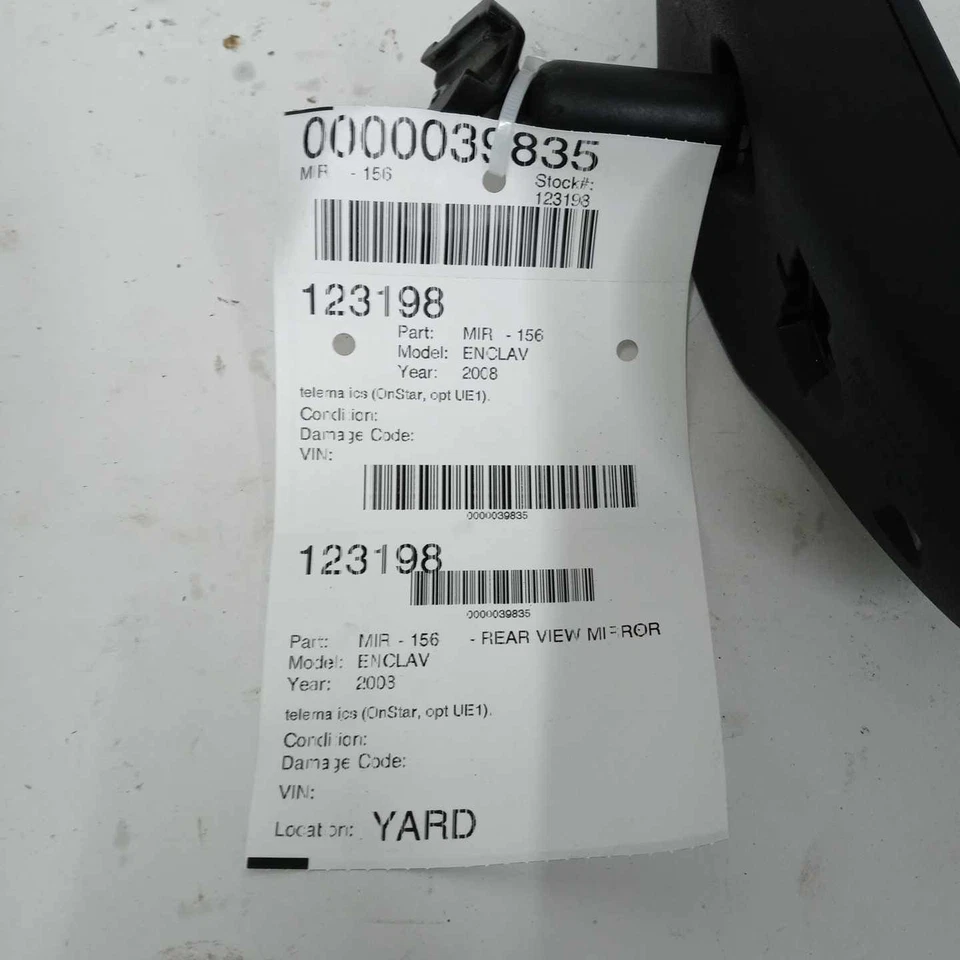 0000039835
MIR - 156
Stock#:
123198
123198
Part: MIR - 156
Model: ENCLAV
Year: 2008
telematics (OnStar, opt UE1).
Condition:
Damage Code:
VIN:
0000039835
123198
0000039835
Part: MIR - 156 - REAR VIEW MIRROR
Model: ENCLAV
Year: 2008
telematics (OnStar, opt UE1).
Condition:
Damage Code:
VIN:
Location: YARD